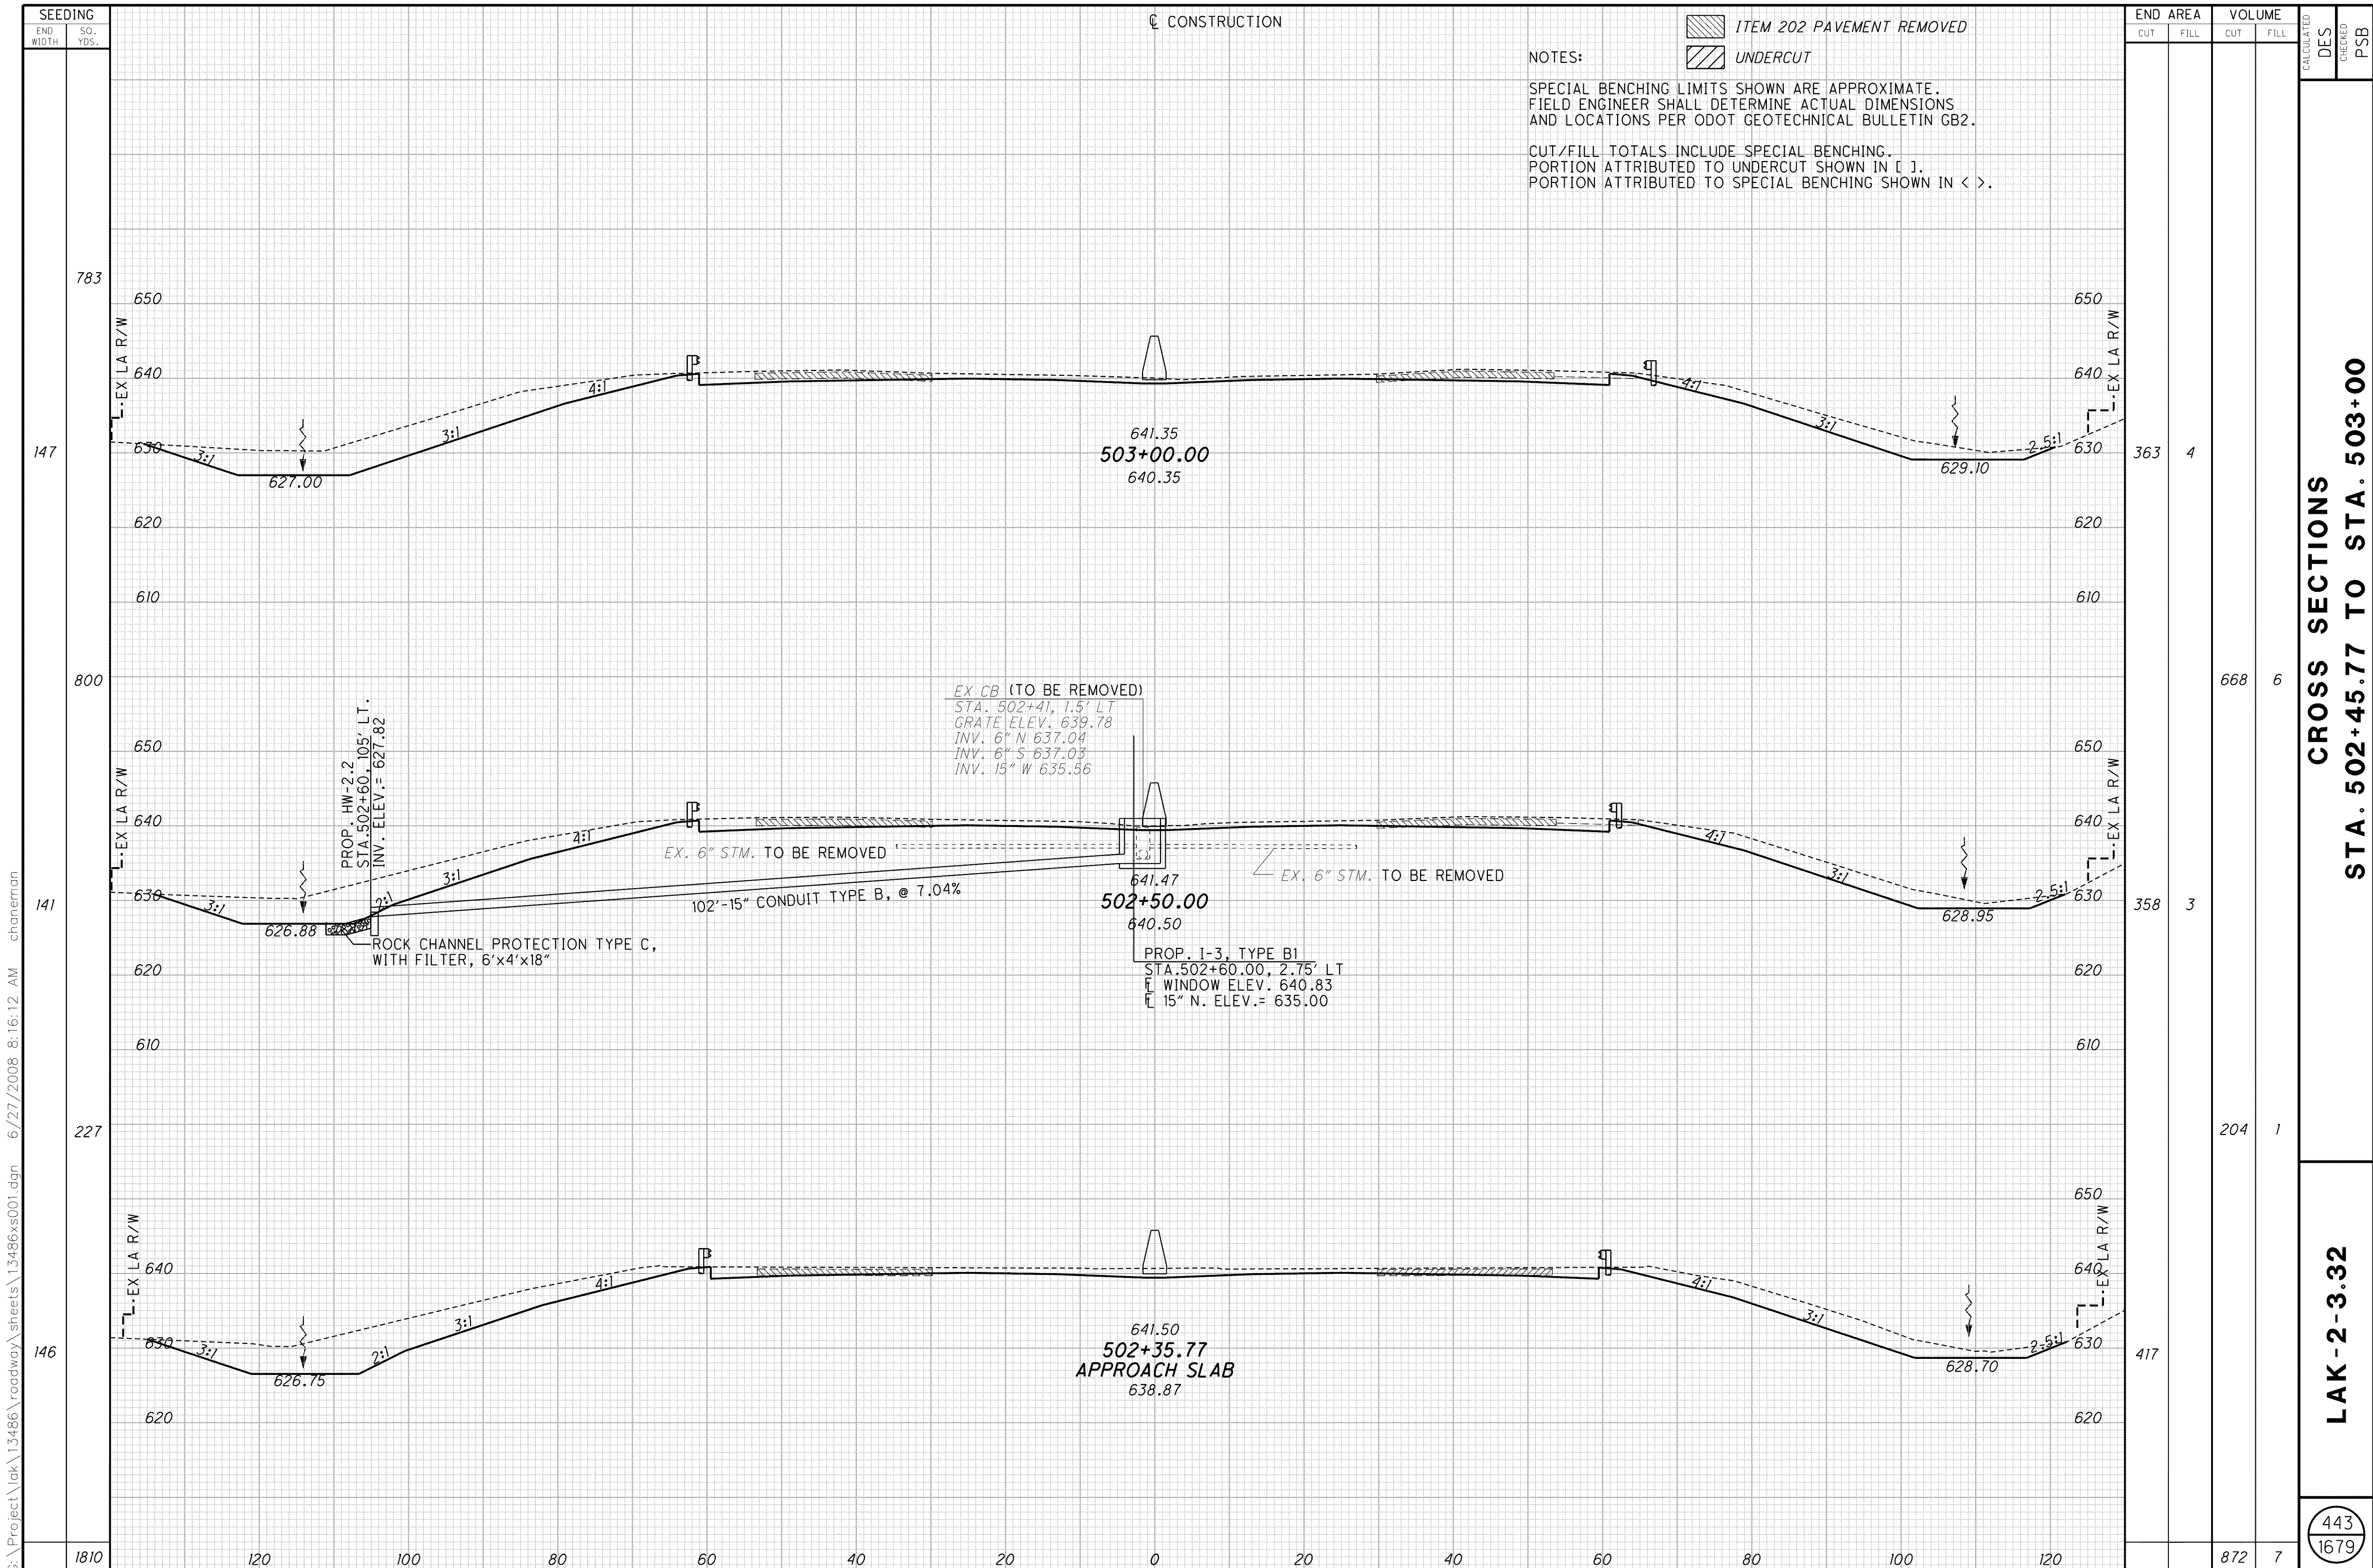 SEEDING
END WIDTH
SQ. YDS.
℄ CONSTRUCTION
ITEM 202 PAVEMENT REMOVED
NOTES:
UNDERCUT
SPECIAL BENCHING LIMITS SHOWN ARE APPROXIMATE.
FIELD ENGINEER SHALL DETERMINE ACTUAL DIMENSIONS
AND LOCATIONS PER ODOT GEOTECHNICAL BULLETIN GB2.
CUT/FILL TOTALS INCLUDE SPECIAL BENCHING.
PORTION ATTRIBUTED TO UNDERCUT SHOWN IN [ ].
PORTION ATTRIBUTED TO SPECIAL BENCHING SHOWN IN < >.
END AREA
VOLUME
CUT FILL CUT FILL
CALCULATED
DES
CHECKED
PSB
783
650 650
EX LA R/W
EX LA R/W
640 640
4:1 4:1
3:1 3:1
3:1 2.5:1
630 630
627.00
629.10
641.35
503+00.00
640.35
147
363 4
620 620
610 610
800
668 6
EX CB (TO BE REMOVED)
STA. 502+41, 1.5' LT
GRATE ELEV. 639.78
INV. 6" N 637.04
INV. 6" S 637.03
INV. 15" W 635.56
PROP. HW-2.2
STA.502+60, 105' LT.
INV. ELEV.= 627.82
650 650
EX LA R/W
EX LA R/W
640 640
4:1 4:1
3:1 3:1
2:1
3:1 2.5:1
EX. 6" STM. TO BE REMOVED
EX. 6" STM. TO BE REMOVED
102'-15" CONDUIT TYPE B, @ 7.04%
630 630
626.88
628.95
641.47
502+50.00
640.50
141
358 3
ROCK CHANNEL PROTECTION TYPE C,
WITH FILTER, 6'x4'x18"
PROP. I-3, TYPE B1
STA.502+60.00, 2.75' LT
℄ WINDOW ELEV. 640.83
℄ 15" N. ELEV.= 635.00
620 620
610 610
227
204 1
650
EX LA R/W
EX LA R/W
640 640
4:1 4:1
3:1 3:1
2:1
3:1 2.5:1
630 630
626.75
628.70
641.50
502+35.77
APPROACH SLAB
638.87
146
417
620 620
1810
120 100 80 60 40 20 0 20 40 60 80 100 120
872 7
CROSS SECTIONS
STA. 502+45.77 TO STA. 503+00
LAK-2-3.32
443
1679
\Project\lak\13486\roadway\sheets\13486xs001.dgn 6/27/2008 8:16:12 AM chaneman